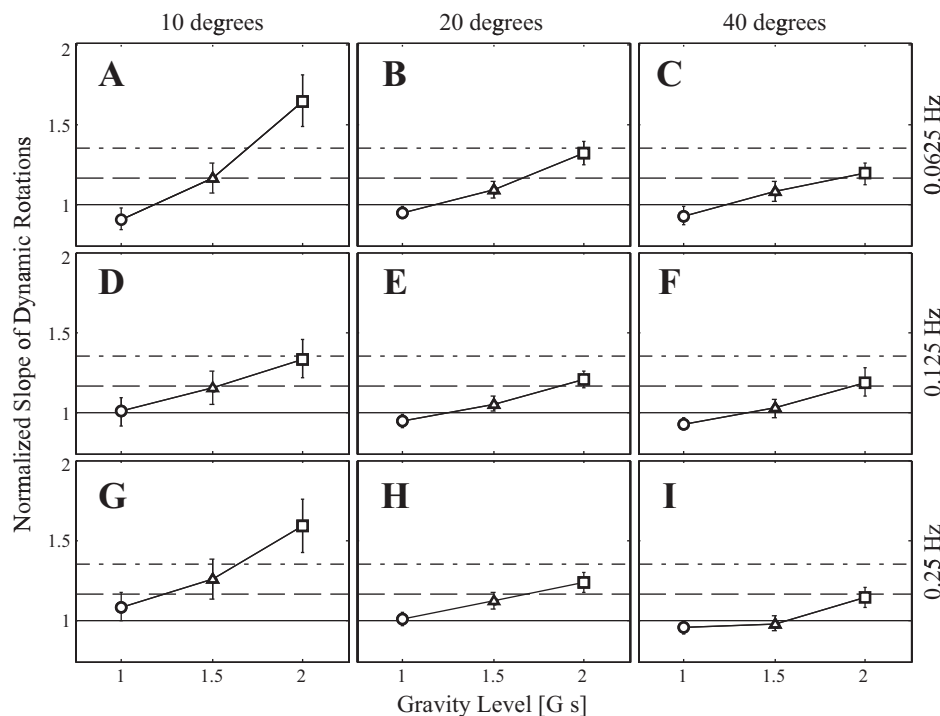 10 degrees 20 degrees 40 degrees
Normalized Slope of Dynamic Rotations
2
A B C
1.5
1
0.0625 Hz
2
D E F
1.5
1
0.125 Hz
2
G H I
1.5
1
0.25 Hz
1 1.5 2 1 1.5 2 1 1.5 2
Gravity Level [G s]